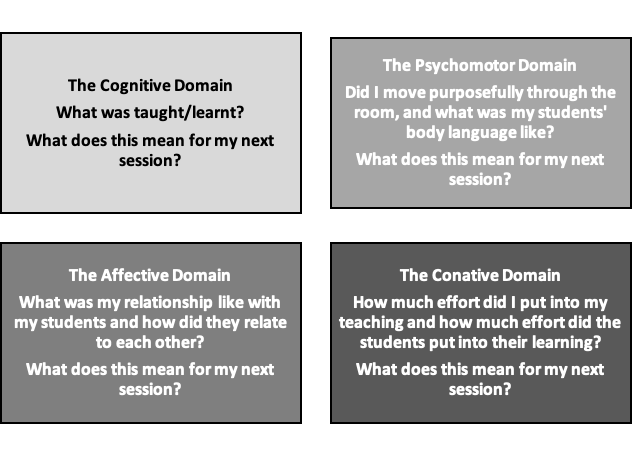 The Cognitive Domain
What was taught/learnt?
What does this mean for my next
session?
The Psychomotor Domain
Did I move purposefully through the
room, and what was my students'
body language like?
What does this mean for my next
session?
The Affective Domain
What was my relationship like with
my students and how did they relate
to each other?
What does this mean for my next
session?
The Conative Domain
How much effort did I put into my
teaching and how much effort did the
students put into their learning?
What does this mean for my next
session?